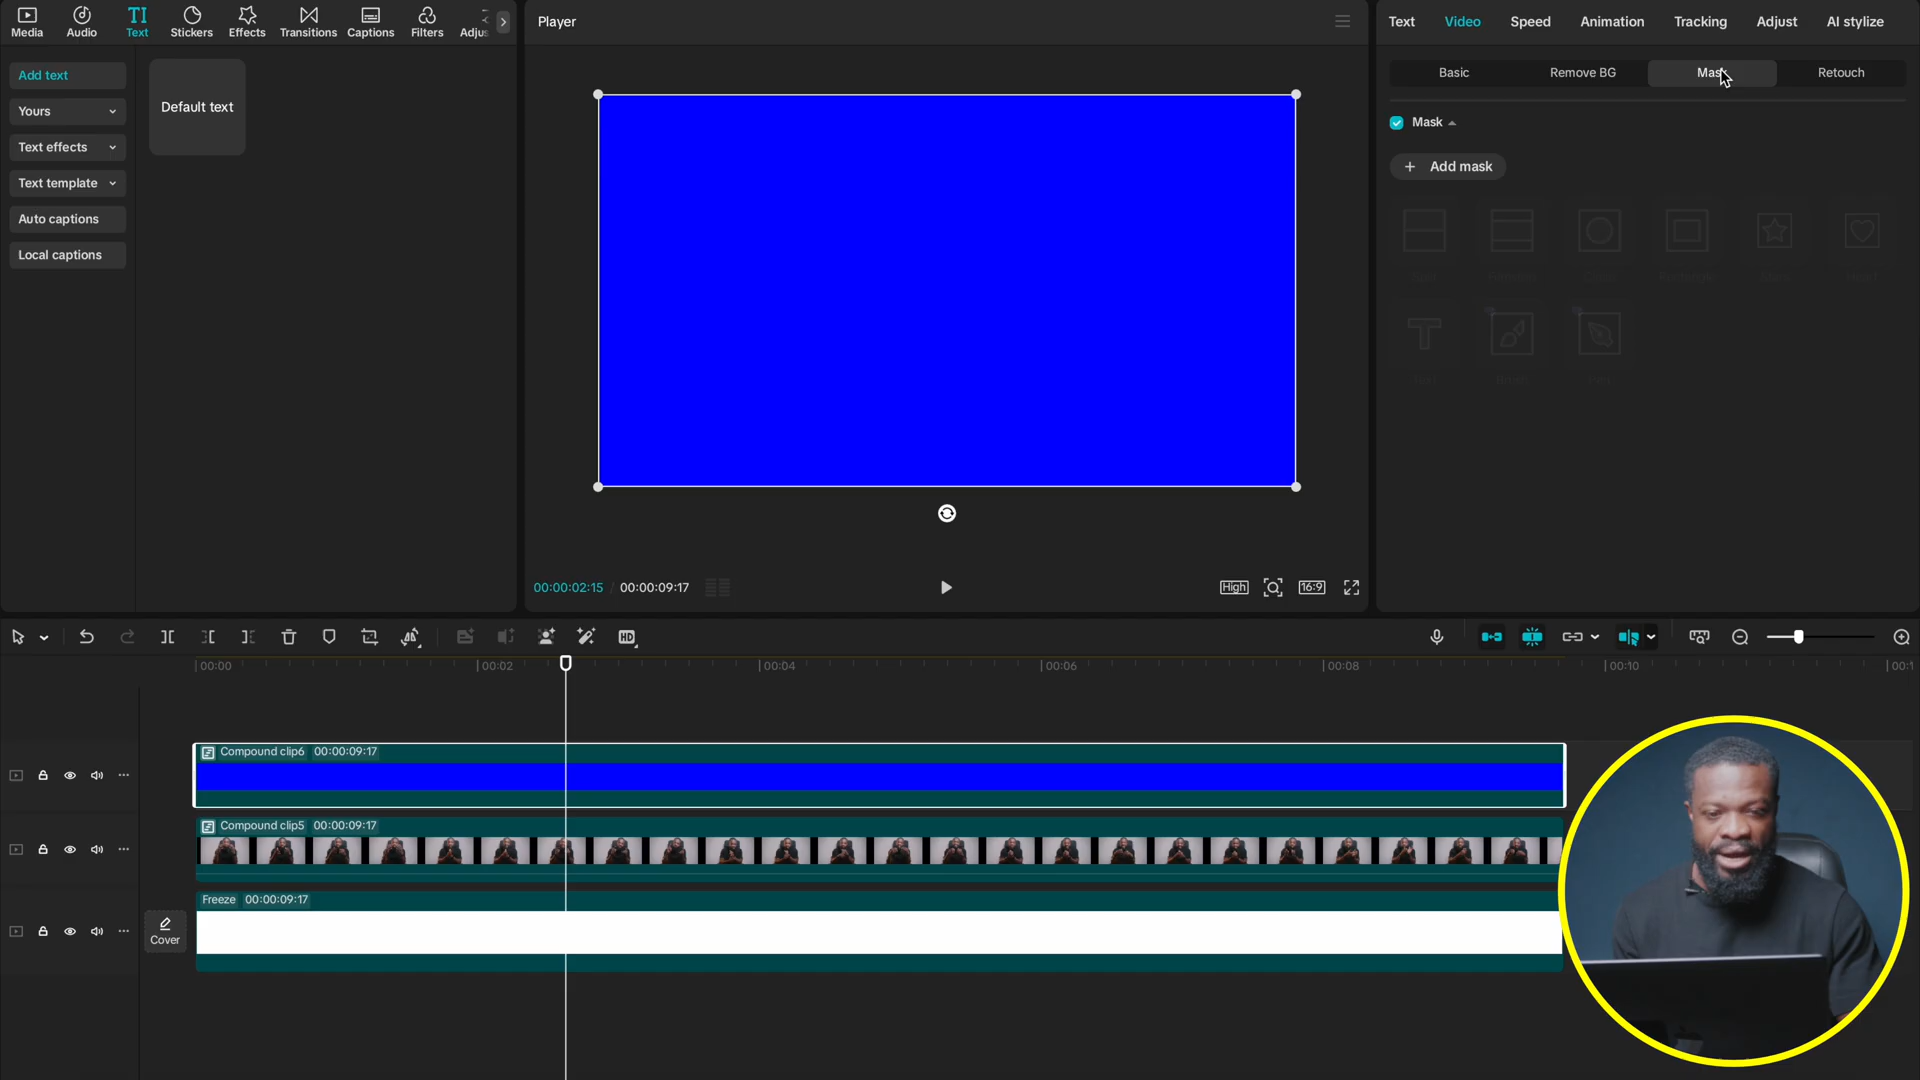 Media
Audio
TI
Text
Stickers
Effects
Transitions
Captions
Filters
Adjus
Player
Text
Video
Speed
Animation
Tracking
Adjust
AI stylize
Add text
Yours
Text effects
Text template
Auto captions
Local captions
Default text
Basic
Remove BG
Mask
Retouch
Mask
+ Add mask
00:00:02:15 / 00:00:09:17
High
16:9
HD
00:00
00:02
00:04
00:06
00:08
00:10
00:1
Compound clip6 00:00:09:17
Compound clip5 00:00:09:17
Freeze 00:00:09:17
Cover